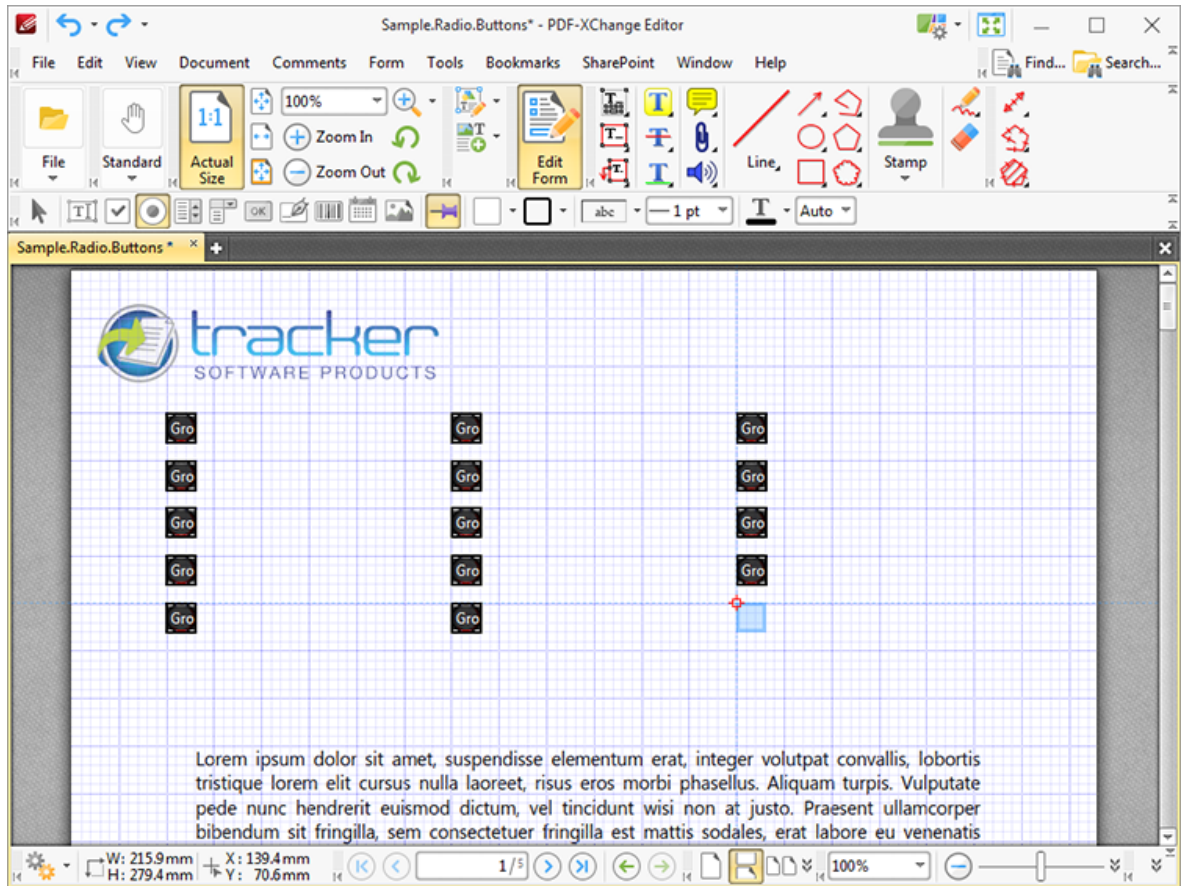 Sample.Radio.Buttons* - PDF-XChange Editor
File Edit View Document Comments Form Tools Bookmarks SharePoint Window Help Find... Search...
1:1 100%
Zoom In
Zoom Out
File Standard Actual Size Edit Form Line Stamp
OK abc 1 pt T Auto
Sample.Radio.Buttons *
tracker
SOFTWARE PRODUCTS
Gro Gro Gro
Gro Gro Gro
Gro Gro Gro
Gro Gro Gro
Gro Gro
Lorem ipsum dolor sit amet, suspendisse elementum erat, integer volutpat convallis, lobortis
tristique lorem elit cursus nulla laoreet, risus eros morbi phasellus. Aliquam turpis. Vulputate
pede nunc hendrerit euismod dictum, vel tincidunt wisi non at justo. Praesent ullamcorper
bibendum sit fringilla, sem consectetuer fringilla est mattis sodales, erat labore eu venenatis
W: 215.9mm X: 139.4mm
H: 279.4mm Y: 70.6mm
1/5 100%